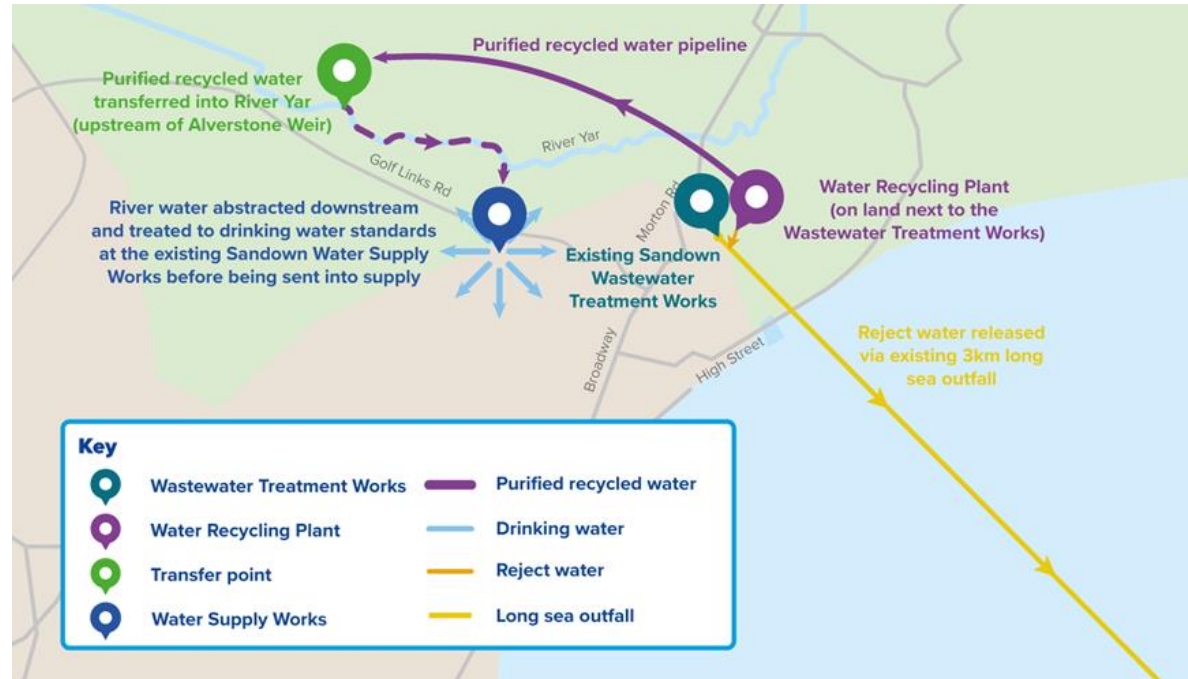 Purified recycled water pipeline
Purified recycled water
transferred into River Yar
(upstream of Alverstone Weir)
River Yar
Golf Links Rd
Morton Rd
Water Recycling Plant
(on land next to the
Wastewater Treatment Works)
River water abstracted downstream
and treated to drinking water standards
at the existing Sandown Water Supply
Works before being sent into supply
Existing Sandown
Wastewater
Treatment Works
Broadway
High Street
Reject water released
via existing 3km long
sea outfall
Key
Wastewater Treatment Works
Water Recycling Plant
Transfer point
Water Supply Works
Purified recycled water
Drinking water
Reject water
Long sea outfall